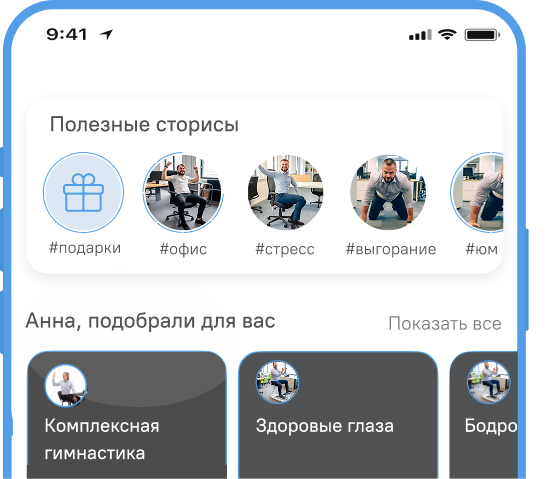 9:41
Полезные сторисы
#подарки
#офис
#стресс
#выгорание
#юм
Анна, подобрали для вас
Показать все
Комплексная
гимнастика
Здоровые глаза
Бодро